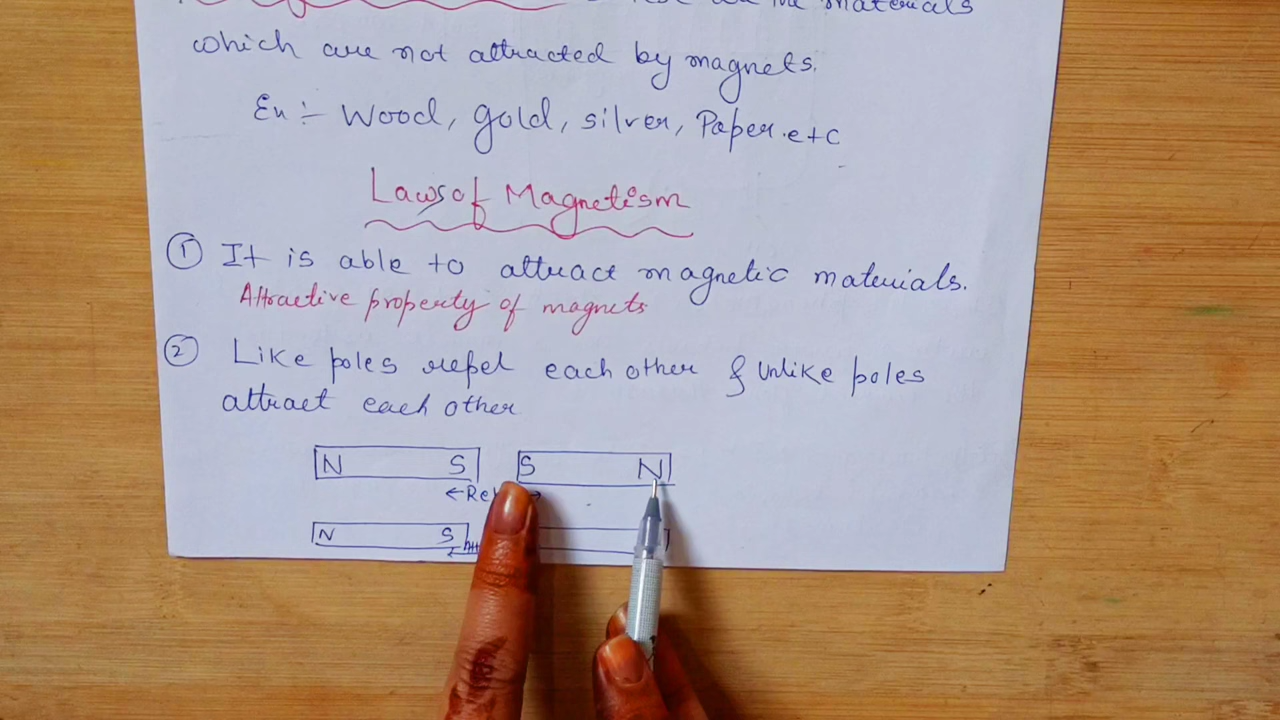 materials
which are not attracted by magnets.
Ex :- Wood, gold, silver, Paper.etc
Laws of Magnetism
① It is able to attract magnetic materials.
Attractive property of magnets
② Like poles repel each other & Unlike poles
attract each other
N S S N
N S